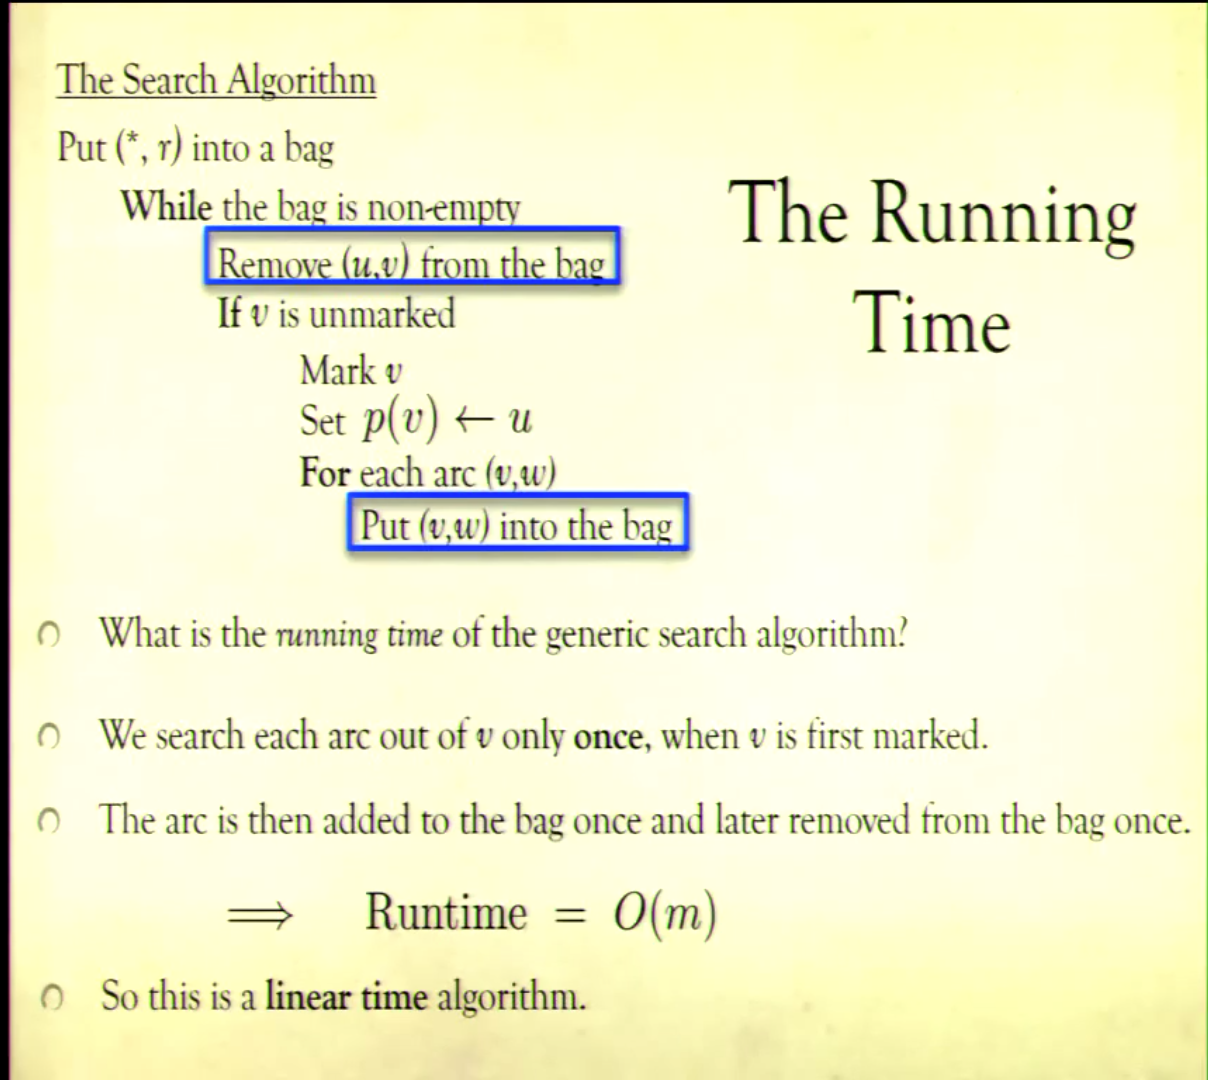 The Search Algorithm
Put (*, r) into a bag
While the bag is non-empty
Remove (u,v) from the bag
If v is unmarked
Mark v
Set p(v) ← u
For each arc (v,w)
Put (v,w) into the bag
The Running
Time
What is the running time of the generic search algorithm?
We search each arc out of v only once, when v is first marked.
The arc is then added to the bag once and later removed from the bag once.
⟹ Runtime = O(m)
So this is a linear time algorithm.